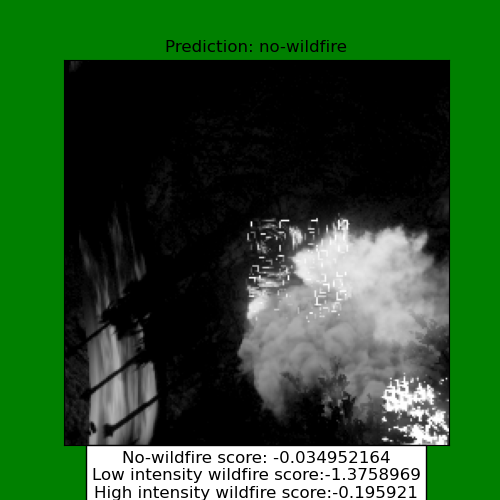 Prediction: no-wildfire
No-wildfire score: -0.034952164
Low intensity wildfire score:-1.3758969
High intensity wildfire score:-0.195921